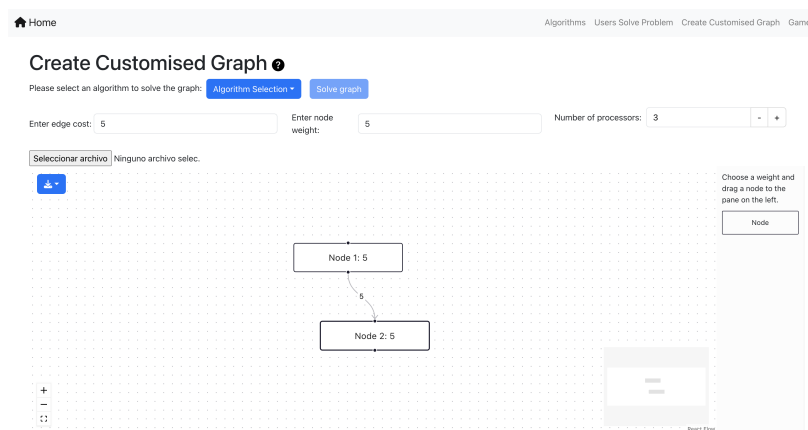 Home
Algorithms Users Solve Problem Create Customised Graph Game
Create Customised Graph ?
Please select an algorithm to solve the graph: Algorithm Selection Solve graph
Enter edge cost: 5
Enter node
weight: 5
Number of processors: 3 - +
Seleccionar archivo Ninguno archivo selec.
Choose a weight and
drag a node to the
pane on the left.
Node
Node 1: 5
5
Node 2: 5
+
−
React Flow